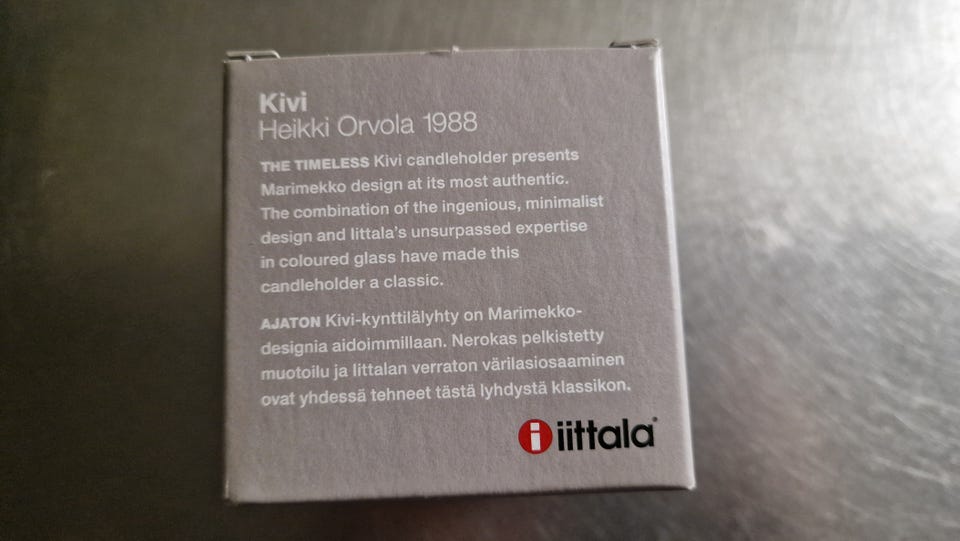 Kivi
Heikki Orvola 1988
THE TIMELESS Kivi candleholder presents
Marimekko design at its most authentic.
The combination of the ingenious, minimalist
design and Iittala's unsurpassed expertise
in coloured glass have made this
candleholder a classic.
AJATON Kivi-kynttilälyhty on Marimekko-
designia aidoimmillaan. Nerokas pelkistetty
muotoilu ja Iittalan verraton värilasiosaaminen
ovat yhdessä tehneet tästä lyhdystä klassikon.
i iittala®